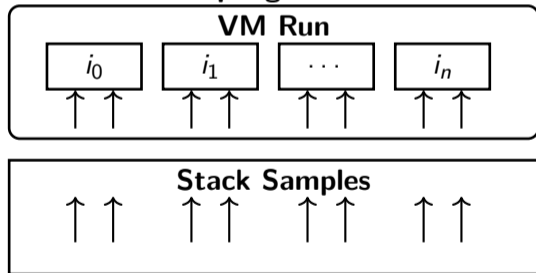 VM Run
i₀ i₁ ··· iₙ
Stack Samples